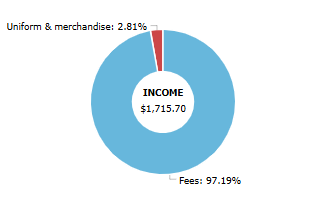 Uniform & merchandise: 2.81%
INCOME
$1,715.70
Fees: 97.19%